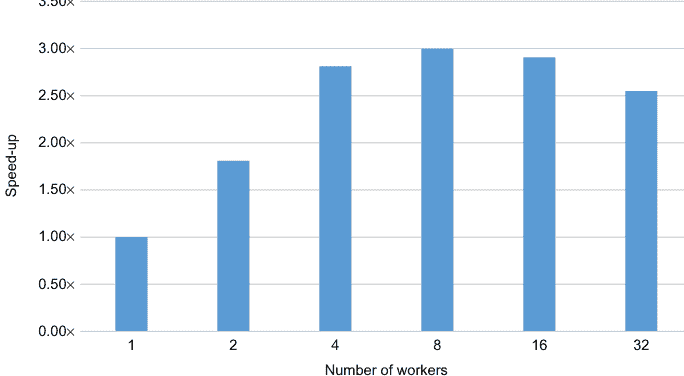 3.50×
3.00×
2.50×
2.00×
1.50×
1.00×
0.50×
0.00×
Speed-up
1 2 4 8 16 32
Number of workers